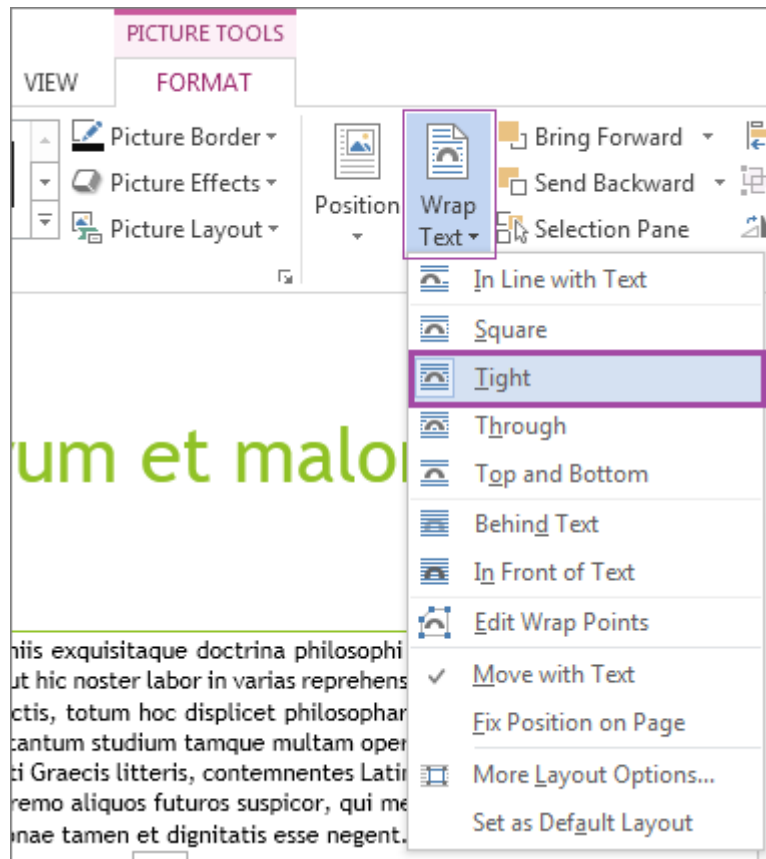 PICTURE TOOLS
VIEW
FORMAT
Picture Border
Picture Effects
Picture Layout
Position
Wrap
Text
Bring Forward
Send Backward
Selection Pane
In Line with Text
Square
Tight
Through
Top and Bottom
Behind Text
In Front of Text
Edit Wrap Points
Move with Text
Fix Position on Page
More Layout Options...
Set as Default Layout
um et malo
exquisitaque doctrina philosophi
ut hic noster labor in varias reprehens
ctis, totum hoc displicet philosophar
tantum studium tamque multam oper
ti Graecis litteris, contemnentes Latin
remo aliquos futuros suspicor, qui me
onae tamen et dignitatis esse negent.